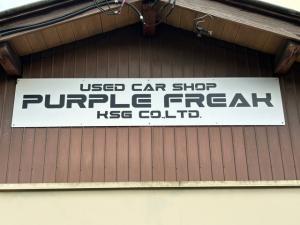 USED CAR SHOP
PURPLE FREAK
KSG CO.LTD.